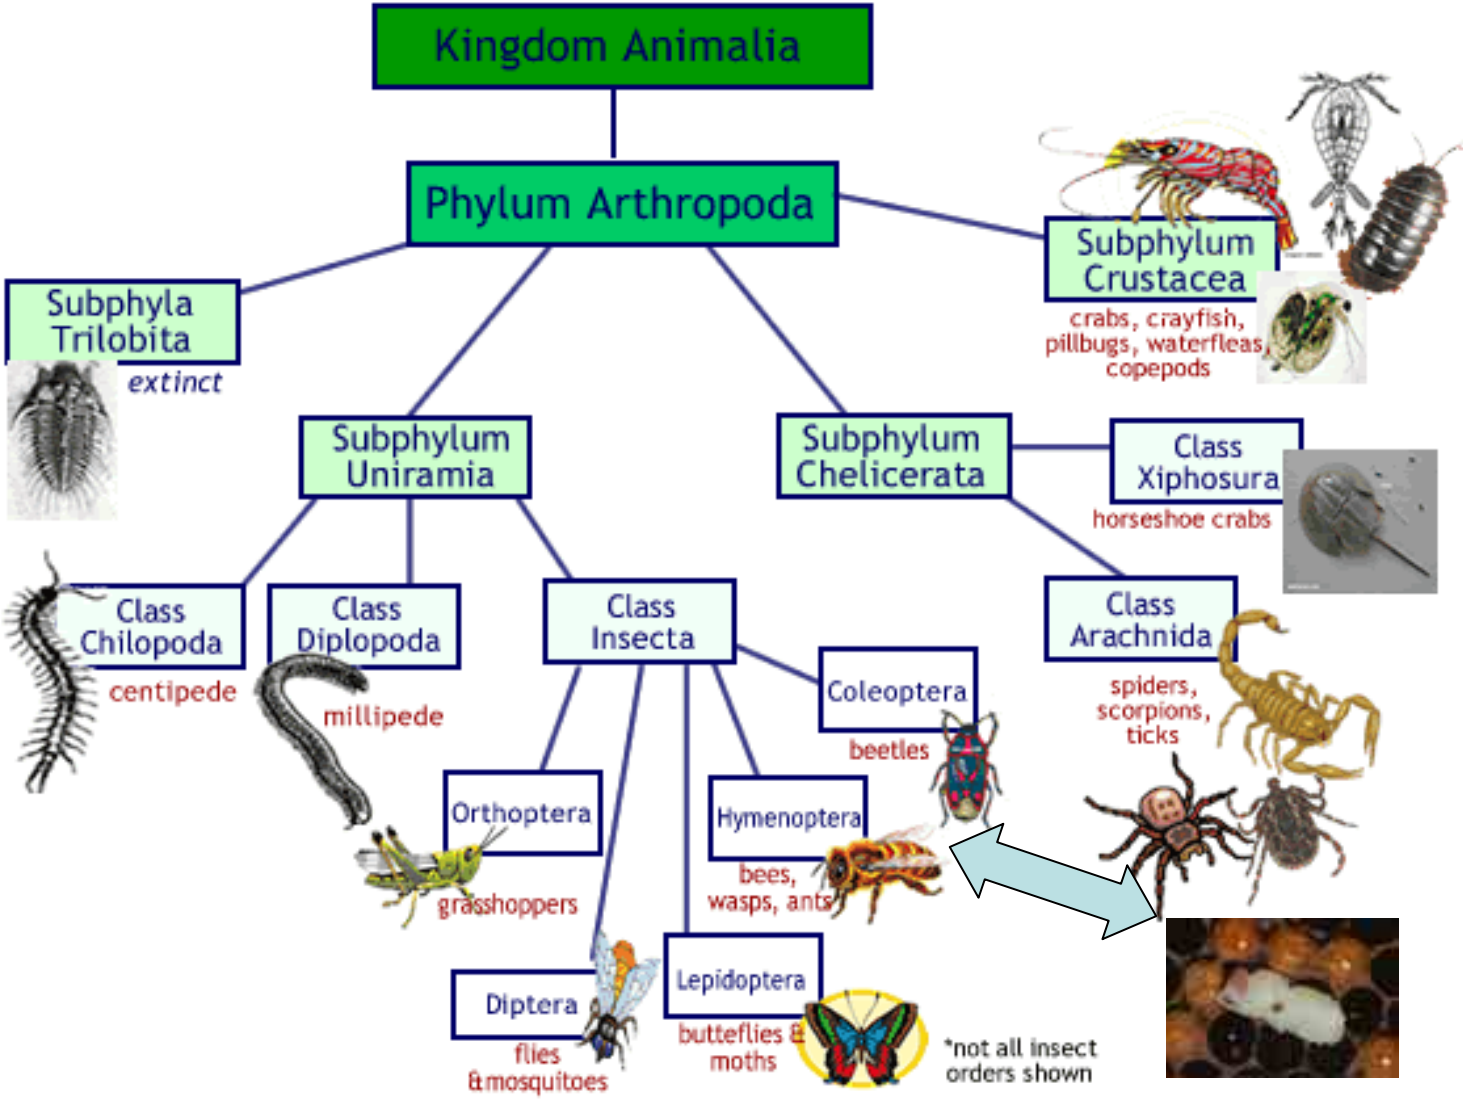 Kingdom Animalia
Phylum Arthropoda
Subphylum
Crustacea
crabs, crayfish,
pillbugs, waterfleas,
copepods
Subphyla
Trilobita
extinct
Subphylum
Uniramia
Subphylum
Chelicerata
Class
Xiphosura
horseshoe crabs
Class
Chilopoda
centipede
Class
Diplopoda
millipede
Class
Insecta
Class
Arachnida
spiders,
scorpions,
ticks
Coleoptera
beetles
Orthoptera
grasshoppers
Hymenoptera
bees,
wasps, ants
Diptera
flies
&mosquitoes
Lepidoptera
butteflies &
moths
*not all insect
orders shown